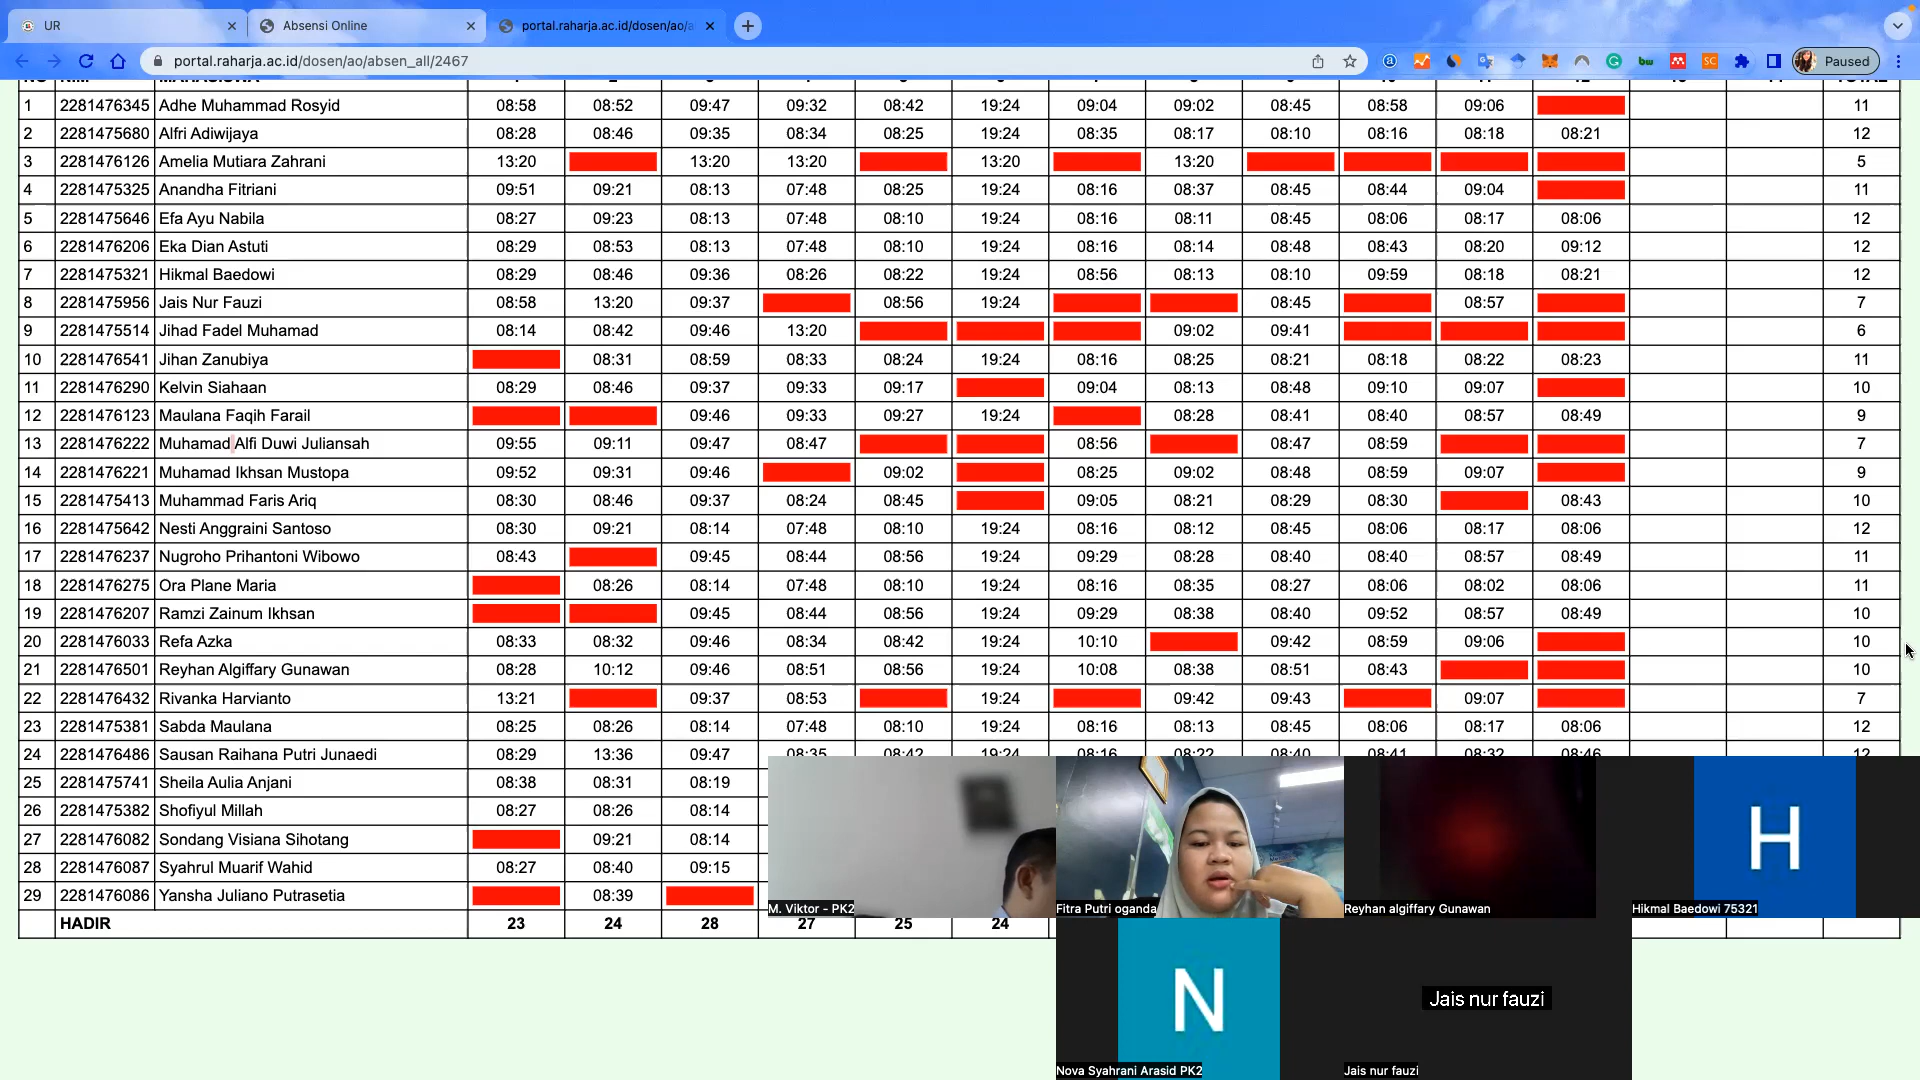 UR
Absensi Online
portal.raharja.ac.id/dosen/ao/a
portal.raharja.ac.id/dosen/ao/absen_all/2467
Paused
1 2281476345 Adhe Muhammad Rosyid 08:58 08:52 09:47 09:32 08:42 19:24 09:04 09:02 08:45 08:58 09:06 11
2 2281475680 Alfri Adiwijaya 08:28 08:46 09:35 08:34 08:25 19:24 08:35 08:17 08:10 08:16 08:18 08:21 12
3 2281476126 Amelia Mutiara Zahrani 13:20 13:20 13:20 13:20 13:20 5
4 2281475325 Anandha Fitriani 09:51 09:21 08:13 07:48 08:25 19:24 08:16 08:37 08:45 08:44 09:04 11
5 2281475646 Efa Ayu Nabila 08:27 09:23 08:13 07:48 08:10 19:24 08:16 08:11 08:45 08:06 08:17 08:06 12
6 2281476206 Eka Dian Astuti 08:29 08:53 08:13 07:48 08:10 19:24 08:16 08:14 08:48 08:43 08:20 09:12 12
7 2281475321 Hikmal Baedowi 08:29 08:46 09:36 08:26 08:22 19:24 08:56 08:13 08:10 09:59 08:18 08:21 12
8 2281475956 Jais Nur Fauzi 08:58 13:20 09:37 08:56 19:24 08:45 08:57 7
9 2281475514 Jihad Fadel Muhamad 08:14 08:42 09:46 13:20 09:02 09:41 6
10 2281476541 Jihan Zanubiya 08:31 08:59 08:33 08:24 19:24 08:16 08:25 08:21 08:18 08:22 08:23 11
11 2281476290 Kelvin Siahaan 08:29 08:46 09:37 09:33 09:17 09:04 08:13 08:48 09:10 09:07 10
12 2281476123 Maulana Faqih Farail 09:46 09:33 09:27 19:24 08:28 08:41 08:40 08:57 08:49 9
13 2281476222 Muhamad Alfi Duwi Juliansah 09:55 09:11 09:47 08:47 08:56 08:47 08:59 7
14 2281476221 Muhamad Ikhsan Mustopa 09:52 09:31 09:46 09:02 08:25 09:02 08:48 08:59 09:07 9
15 2281475413 Muhammad Faris Ariq 08:30 08:46 09:37 08:24 08:45 09:05 08:21 08:29 08:30 08:43 10
16 2281475642 Nesti Anggraini Santoso 08:30 09:21 08:14 07:48 08:10 19:24 08:16 08:12 08:45 08:06 08:17 08:06 12
17 2281476237 Nugroho Prihantoni Wibowo 08:43 09:45 08:44 08:56 19:24 09:29 08:28 08:40 08:40 08:57 08:49 11
18 2281476275 Ora Plane Maria 08:26 08:14 07:48 08:10 19:24 08:16 08:35 08:27 08:06 08:02 08:06 11
19 2281476207 Ramzi Zainum Ikhsan 09:45 08:44 08:56 19:24 09:29 08:38 08:40 09:52 08:57 08:49 10
20 2281476033 Refa Azka 08:33 08:32 09:46 08:34 08:42 19:24 10:10 09:42 08:59 09:06 10
21 2281476501 Reyhan Algiffary Gunawan 08:28 10:12 09:46 08:51 08:56 19:24 10:08 08:38 08:51 08:43 10
22 2281476432 Rivanka Harvianto 13:21 09:37 08:53 19:24 09:42 09:43 09:07 7
23 2281475381 Sabda Maulana 08:25 08:26 08:14 07:48 08:10 19:24 08:16 08:13 08:45 08:06 08:17 08:06 12
24 2281476486 Sausan Raihana Putri Junaedi 08:29 13:36 09:47 08:35 08:42 19:24 08:16 08:22 08:40 08:41 08:32 08:46 12
25 2281475741 Sheila Aulia Anjani 08:38 08:31 08:19
26 2281475382 Shofiyul Millah 08:27 08:26 08:14
27 2281476082 Sondang Visiana Sihotang 09:21 08:14
28 2281476087 Syahrul Muarif Wahid 08:27 08:40 09:15
29 2281476086 Yansha Juliano Putrasetia 08:39
HADIR 23 24 28 27 25 24
M. Viktor - PK2
Fitra Putri oganda
Reyhan algiffary Gunawan
H
Hikmal Baedowi 75321
N
Nova Syahrani Arasid PK2
Jais nur fauzi
Jais nur fauzi